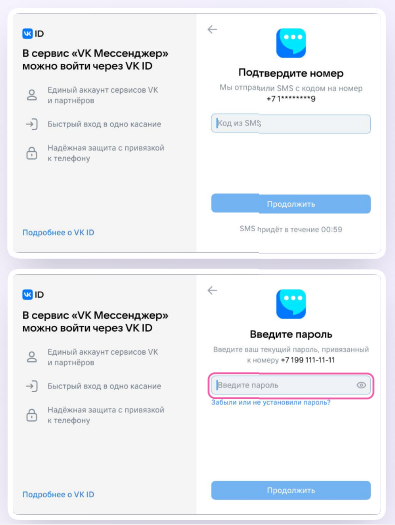 VK ID
В сервис «VK Мессенджер»
можно войти через VK ID
Единый аккаунт сервисов VK
и партнёров
Быстрый вход в одно касание
Надёжная защита с привязкой
к телефону
Подробнее о VK ID
Подтвердите номер
Мы отправили SMS с кодом на номер
+7 1********9
Код из SMS
Продолжить
SMS придёт в течение 00:59
VK ID
В сервис «VK Мессенджер»
можно войти через VK ID
Единый аккаунт сервисов VK
и партнёров
Быстрый вход в одно касание
Надёжная защита с привязкой
к телефону
Подробнее о VK ID
Введите пароль
Введите ваш текущий пароль, привязанный
к номеру +7 199 111-11-11
Введите пароль
Забыли или не установили пароль?
Продолжить